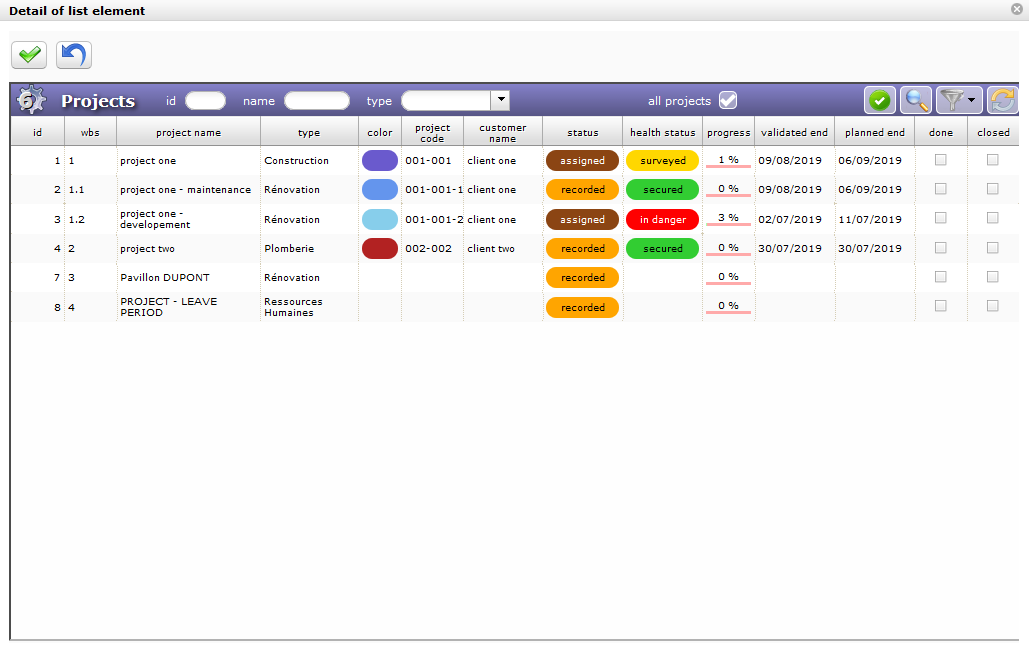 Detail of list element
6
Projects id name type all projects
id wbs project name type color project code customer name status health status progress validated end planned end done closed
1 1 project one Construction 001-001 client one assigned surveyed 1 % 09/08/2019 06/09/2019
2 1.1 project one - maintenance Rénovation 001-001-1 client one recorded secured 0 % 09/08/2019 06/09/2019
3 1.2 project one - developement Rénovation 001-001-2 client one assigned in danger 3 % 02/07/2019 11/07/2019
4 2 project two Plomberie 002-002 client two recorded secured 0 % 30/07/2019 30/07/2019
7 3 Pavillon DUPONT Rénovation recorded 0 %
8 4 PROJECT - LEAVE PERIOD Ressources Humaines recorded 0 %